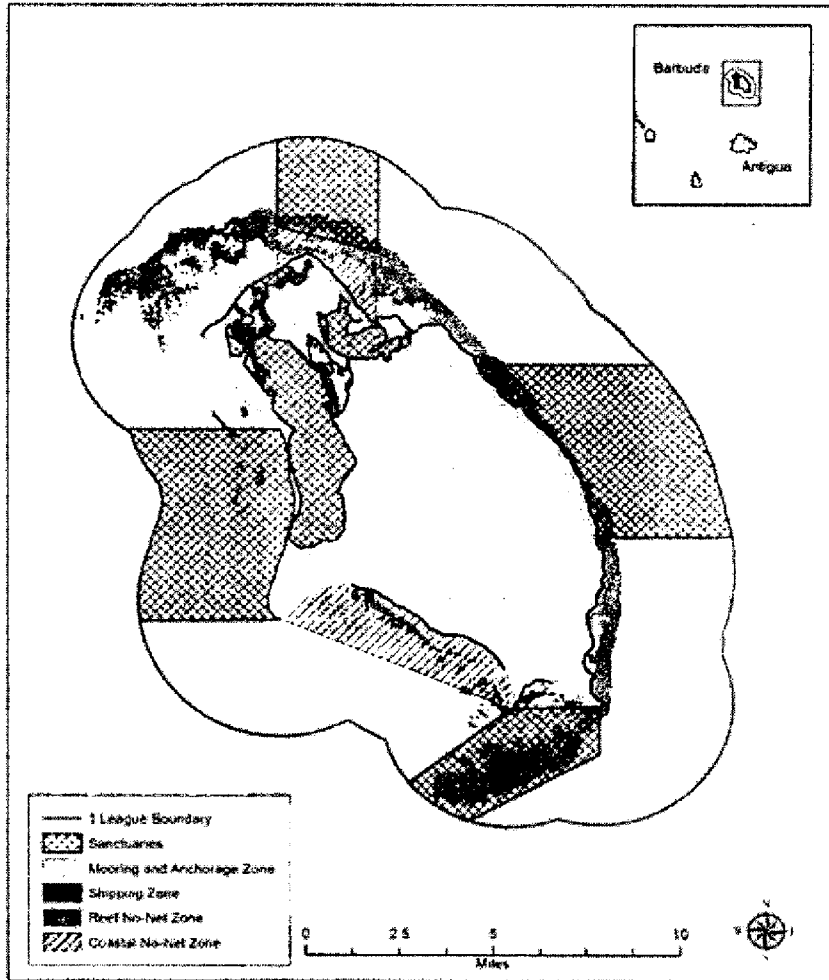 Barbuda
Antigua
1 League Boundary
Sanctuaries
Mooring and Anchorage Zone
Shipping Zone
Reef No-Net Zone
Coastal No-Net Zone
0 2.5 5 10
Miles
N